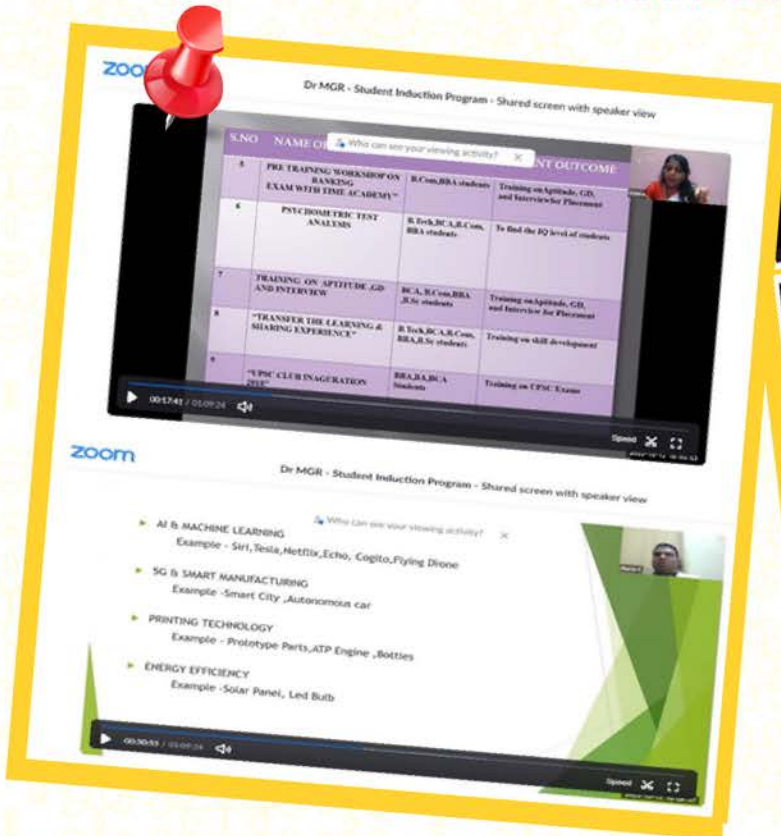 ZOO
Dr MGR - Student Induction Program - Shared screen with speaker view
Who can see your viewing activity? ×
S.NO NAME O NT OUTCOME
5 PRE TRAINING WORKSHOP ON BANKING EXAM WITH TIME ACADEMY" B.Com,BBA students Training onAptitude, GD, and Interviewfor Placement
6 PSYCHOMETRIC TEST ANALYSIS B.Tech,BCA,B.Com, BBA students To find the IQ level of students
7 TRAINING ON APTITUDE ,GD AND INTERVIEW BCA, B.Com,BBA ,B.Sc students Training onAptitude, GD, and Interview for Placement
8 "TRANSFER THE LEARNING & SHARING EXPERIENCE" B.Tech,BCA,B.Com, BBA,B.Sc students Training on skill development
9 "UPSC CLUB INAGURATION 2018" BBA,BA,BCA Students Training on UPSC Exams
00:17:41 / 01:09:24
Speed
zoom
Dr MGR - Student Induction Program - Shared screen with speaker view
Who can see your viewing activity? ×
AI & MACHINE LEARNING
Example - Siri,Tesla,Netflix,Echo, Cogito,Flying Drone
5G & SMART MANUFACTURING
Example -Smart City ,Autonomous car
PRINTING TECHNOLOGY
Example - Prototype Parts,ATP Engine ,Bottles
ENERGY EFFICIENCY
Example -Solar Panel, Led Bulb
00:30:53 / 01:09:24
Speed